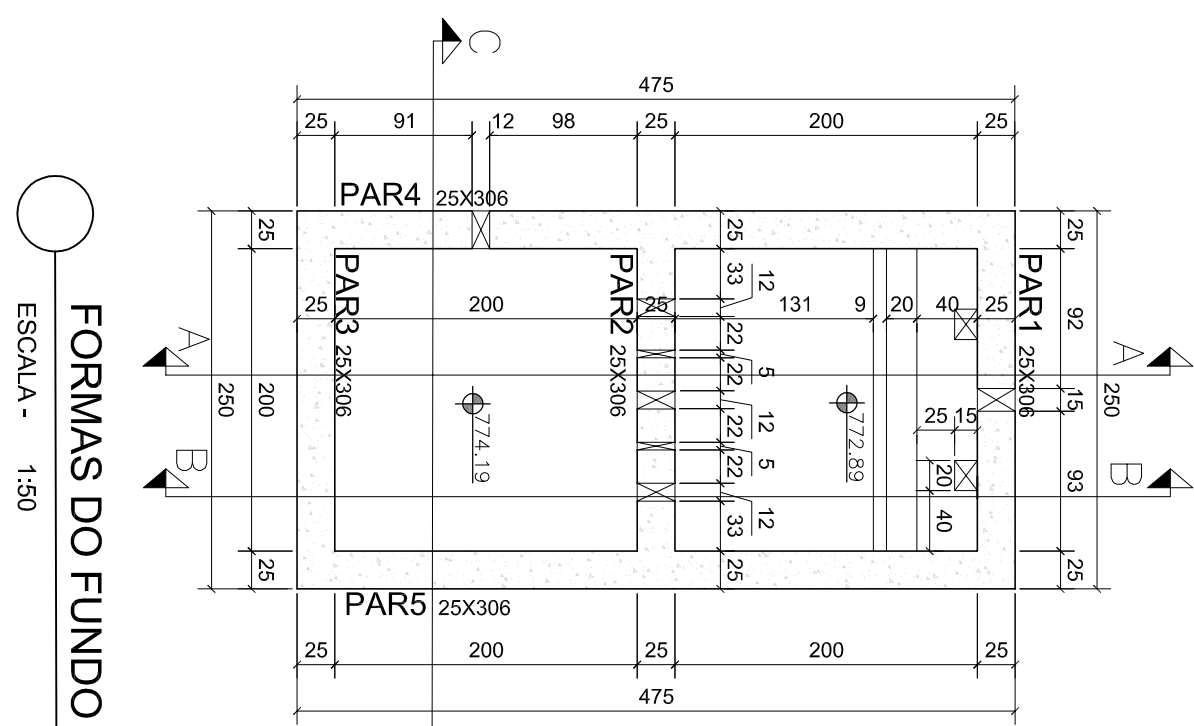 C
475
25 91 12 98 25 200 25
PAR4 25X306
25 25 25
33 12
PAR3 25X306
PAR2 25X306
PAR1 25X306
25 200 25 131 9 20 40 25
92
22
5
22
A A
250 200 12 15 250
774.19
772.89
22 25 15
5
B B
22 20 93
12
33 40
25 25 25
PAR5 25X306
25 200 25 200 25
475
FORMAS DO FUNDO
ESCALA - 1:50